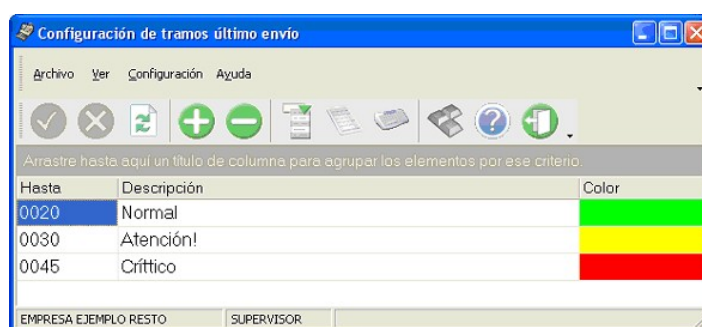 Configuración de tramos último envío
Archivo Ver Configuración Ayuda
Arrastre hasta aquí un título de columna para agrupar los elementos por ese criterio.
Hasta Descripción Color
0020 Normal
0030 Atención!
0045 Oríttico
EMPRESA EJEMPLO RESTO SUPERVISOR